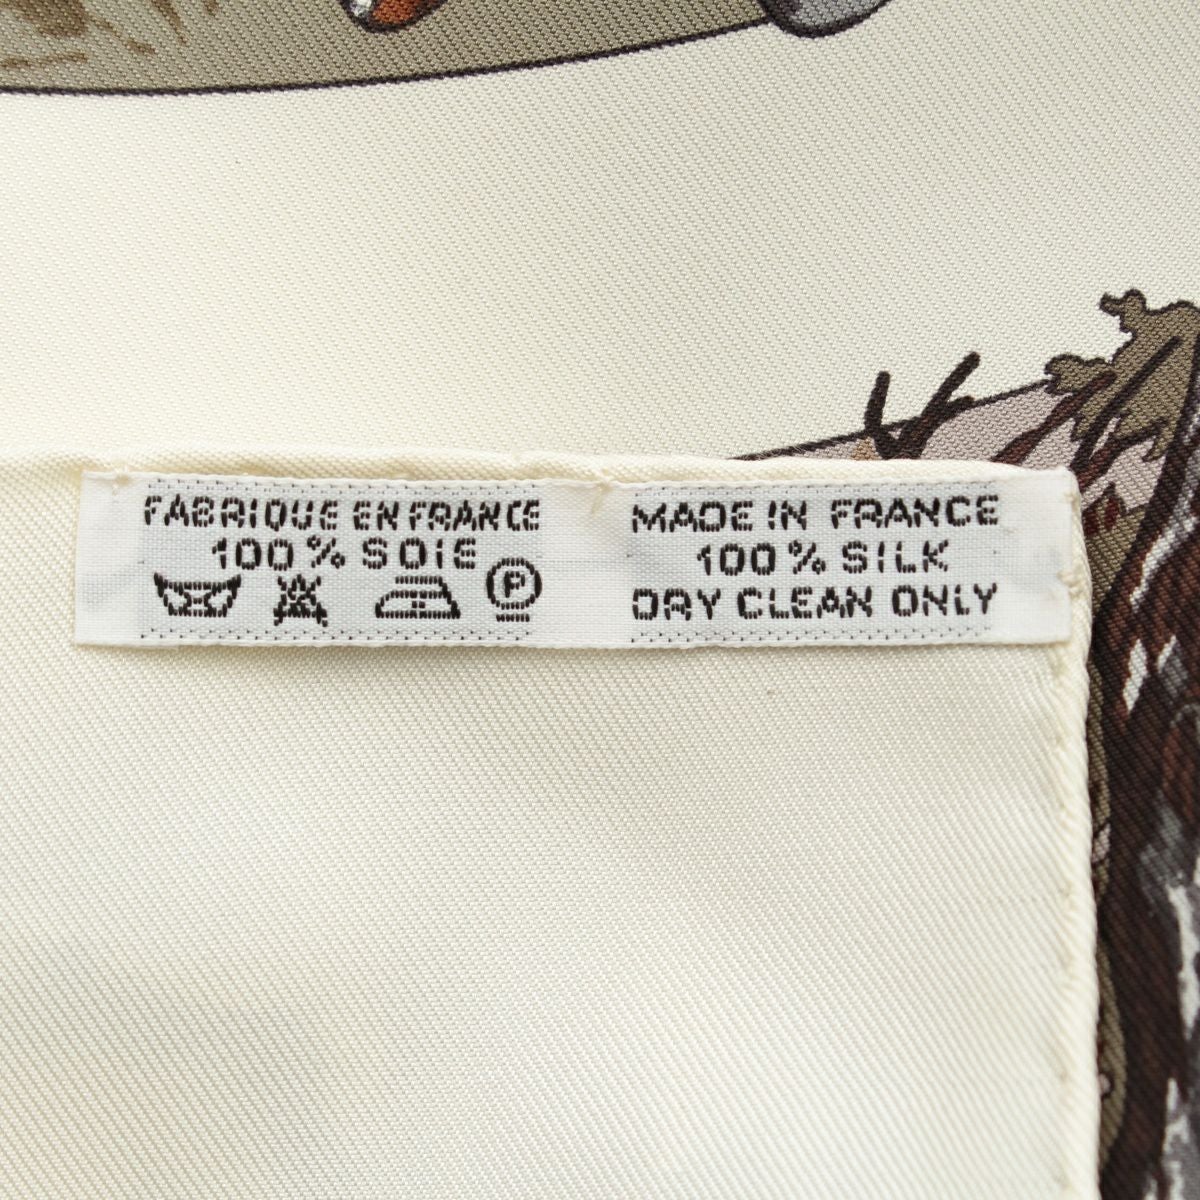 FABRIQUE EN FRANCE
100 % SOIE
P
MADE IN FRANCE
100 % SILK
DRY CLEAN ONLY